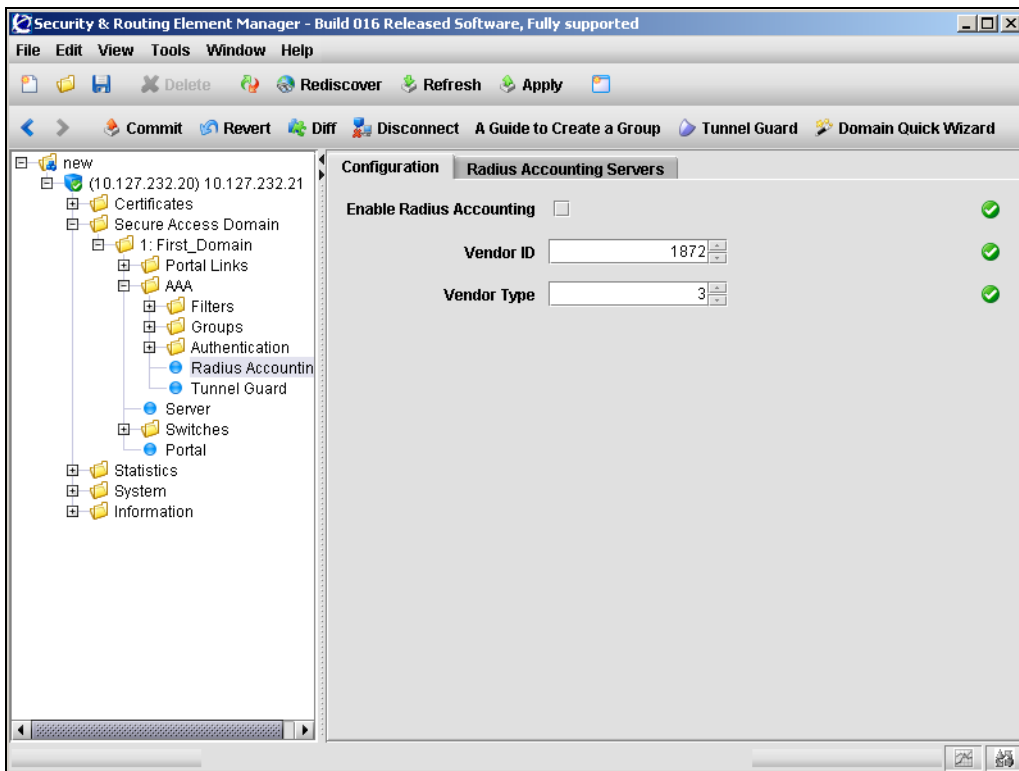 Security & Routing Element Manager - Build 016 Released Software, Fully supported
File Edit View Tools Window Help
Delete Rediscover Refresh Apply
Commit Revert Diff Disconnect A Guide to Create a Group Tunnel Guard Domain Quick Wizard
new
(10.127.232.20) 10.127.232.21
Certificates
Secure Access Domain
1: First_Domain
Portal Links
AAA
Filters
Groups
Authentication
Radius Accountin
Tunnel Guard
Server
Switches
Portal
Statistics
System
Information
Configuration Radius Accounting Servers
Enable Radius Accounting
Vendor ID 1872
Vendor Type 3